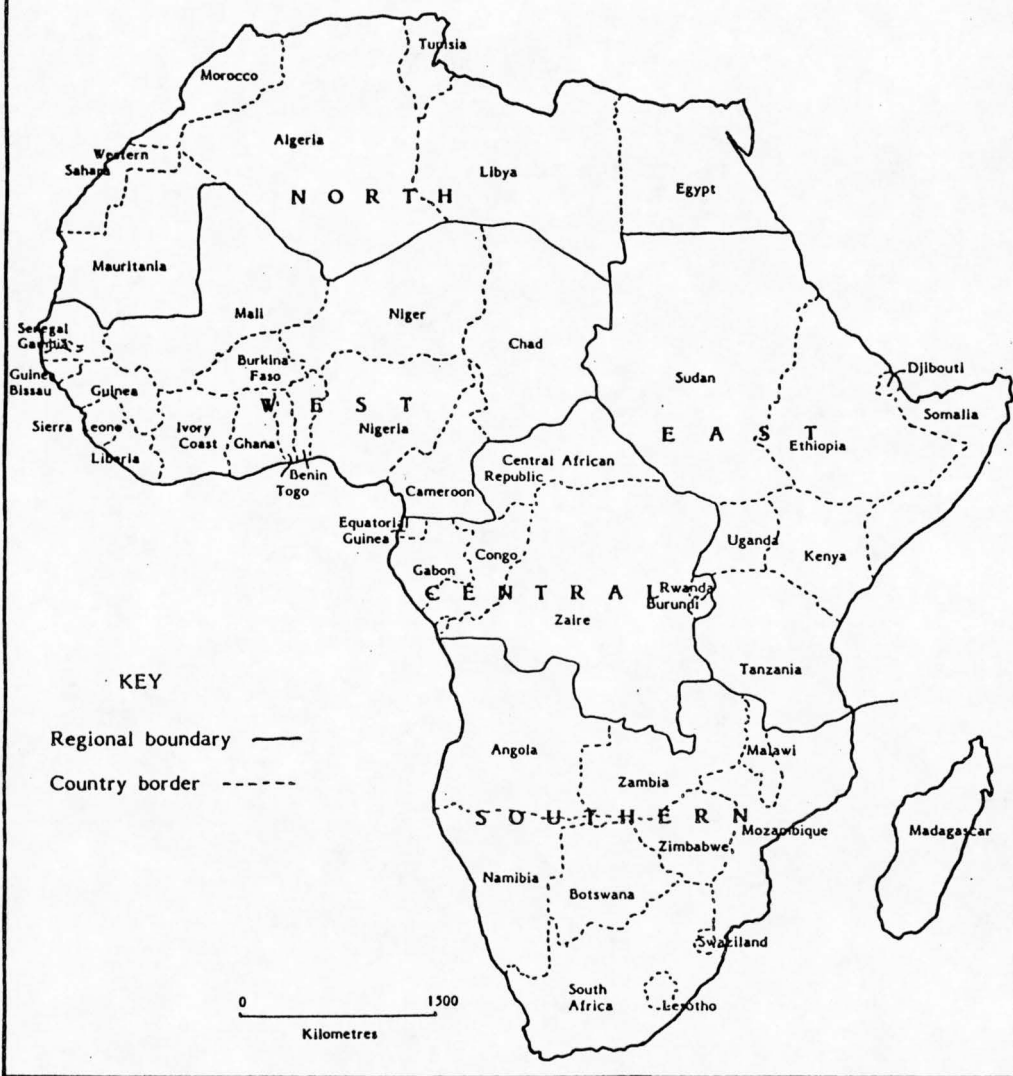 Tunisia
Morocco
Algeria
Western
Sahara
Libya
Egypt
NORTH
Mauritania
Mali
Niger
Chad
Sudan
Senegal
Gambia
Guinea
Bissau
Guinea
Burkina
Faso
Djibouti
Somalia
Sierra Leone
Ivory
Coast
Ghana
WEST
Nigeria
EAST
Ethiopia
Liberia
Benin
Togo
Cameroon
Central African
Republic
Equatorial
Guinea
Gabon
Congo
Uganda
Kenya
CENTRAL
Rwanda
Burundi
Zaire
Tanzania
KEY
Regional boundary
Country border
Angola
Zambia
Malawi
SOUTHERN
Mozambique
Madagascar
Zimbabwe
Namibia
Botswana
Swaziland
South
Africa
Lesotho
0 1500
Kilometres